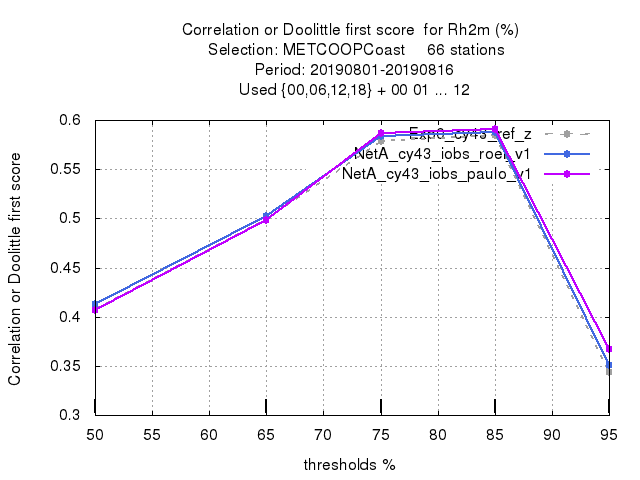 Correlation or Doolittle first score for Rh2m (%)
Selection: METCOOPCoast 66 stations
Period: 20190801-20190816
Used {00,06,12,18} + 00 01 ... 12
Correlation or Doolittle first score
0.6
0.55
0.5
0.45
0.4
0.35
0.3
NetA_cy43_iobs_roel_v1
NetA_cy43_iobs_paulo_v1
50 55 60 65 70 75 80 85 90 95
thresholds %